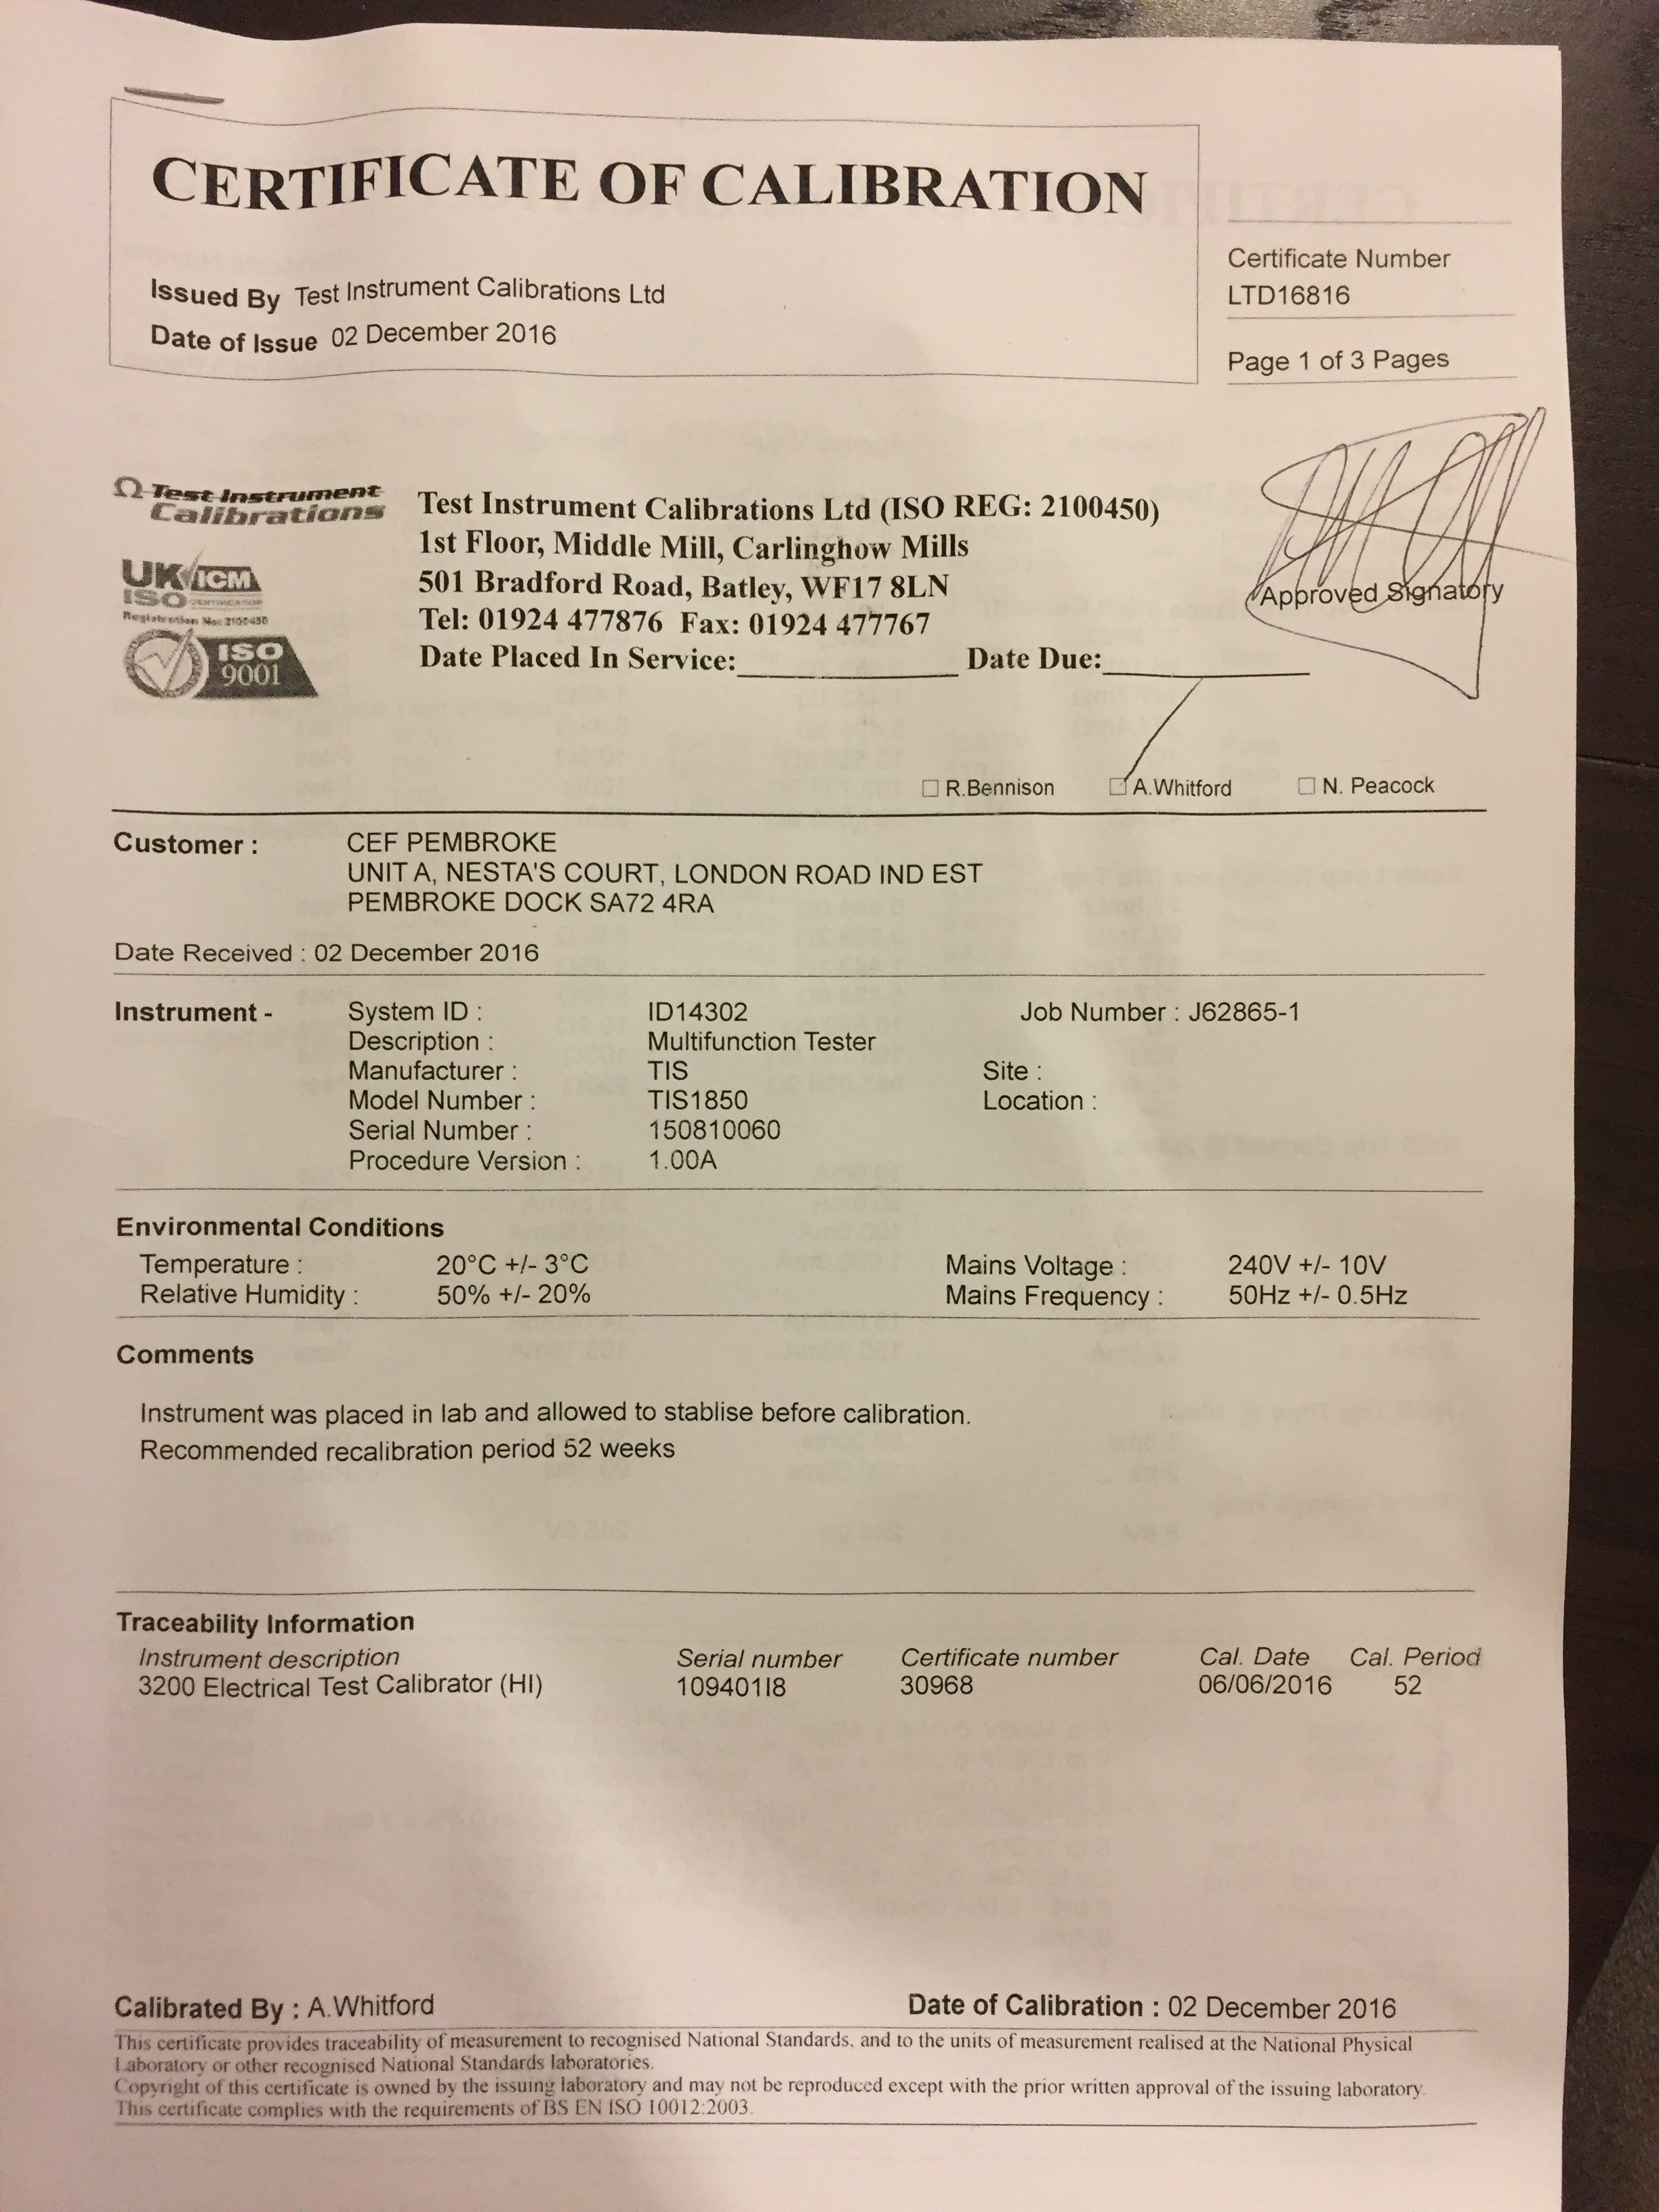 CERTIFICATE OF CALIBRATION
Issued By Test Instrument Calibrations Ltd
Date of Issue 02 December 2016
Certificate Number
LTD16816
Page 1 of 3 Pages
Ω Test Instrument
Calibrations
UK ICM
ISO CERTIFICATION
Registration No: 2100450
ISO
9001
Test Instrument Calibrations Ltd (ISO REG: 2100450)
1st Floor, Middle Mill, Carlinghow Mills
501 Bradford Road, Batley, WF17 8LN
Tel: 01924 477876 Fax: 01924 477767
Date Placed In Service: Date Due:
Approved Signatory
☐ R.Bennison ☐ A.Whitford ☐ N. Peacock
Customer : CEF PEMBROKE
UNIT A, NESTA'S COURT, LONDON ROAD IND EST
PEMBROKE DOCK SA72 4RA
Date Received : 02 December 2016
Instrument - System ID : ID14302 Job Number : J62865-1
Description : Multifunction Tester
Manufacturer : TIS Site :
Model Number : TIS1850 Location :
Serial Number : 150810060
Procedure Version : 1.00A
Environmental Conditions
Temperature : 20°C +/- 3°C Mains Voltage : 240V +/- 10V
Relative Humidity : 50% +/- 20% Mains Frequency : 50Hz +/- 0.5Hz
Comments
Instrument was placed in lab and allowed to stablise before calibration.
Recommended recalibration period 52 weeks
Traceability Information
Instrument description Serial number Certificate number Cal. Date Cal. Period
3200 Electrical Test Calibrator (HI) 109401I8 30968 06/06/2016 52
Calibrated By : A.Whitford Date of Calibration : 02 December 2016
This certificate provides traceability of measurement to recognised National Standards, and to the units of measurement realised at the National Physical
Laboratory or other recognised National Standards laboratories.
Copyright of this certificate is owned by the issuing laboratory and may not be reproduced except with the prior written approval of the issuing laboratory.
This certificate complies with the requirements of BS EN ISO 10012:2003.